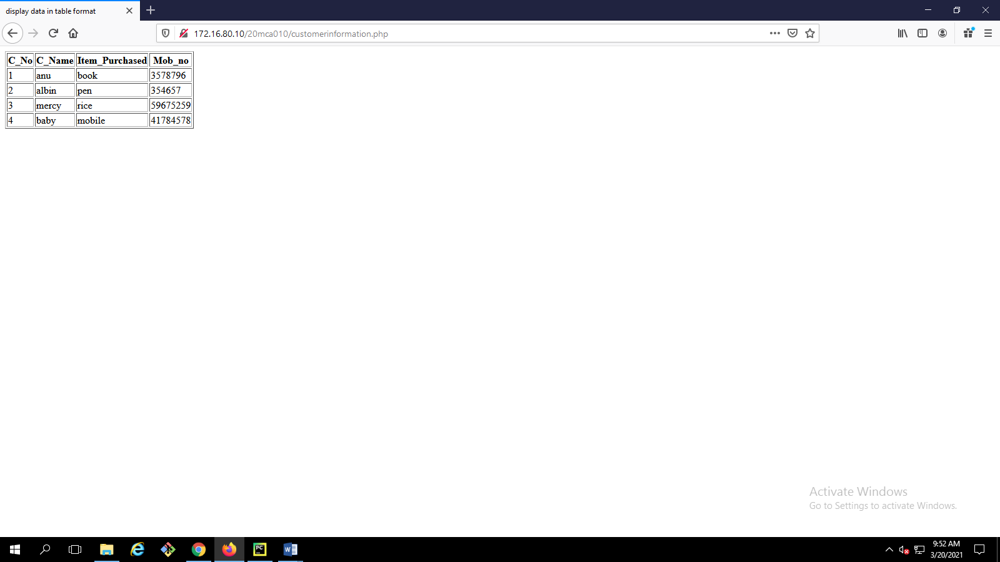 display data in table format
172.16.80.10/20mca010/customerinformation.php
C_No C_Name Item_Purchased Mob_no
1 anu book 3578796
2 albin pen 354657
3 mercy rice 59675259
4 baby mobile 41784578
Activate Windows
Go to Settings to activate Windows.
PC
W
9:52 AM
3/20/2021